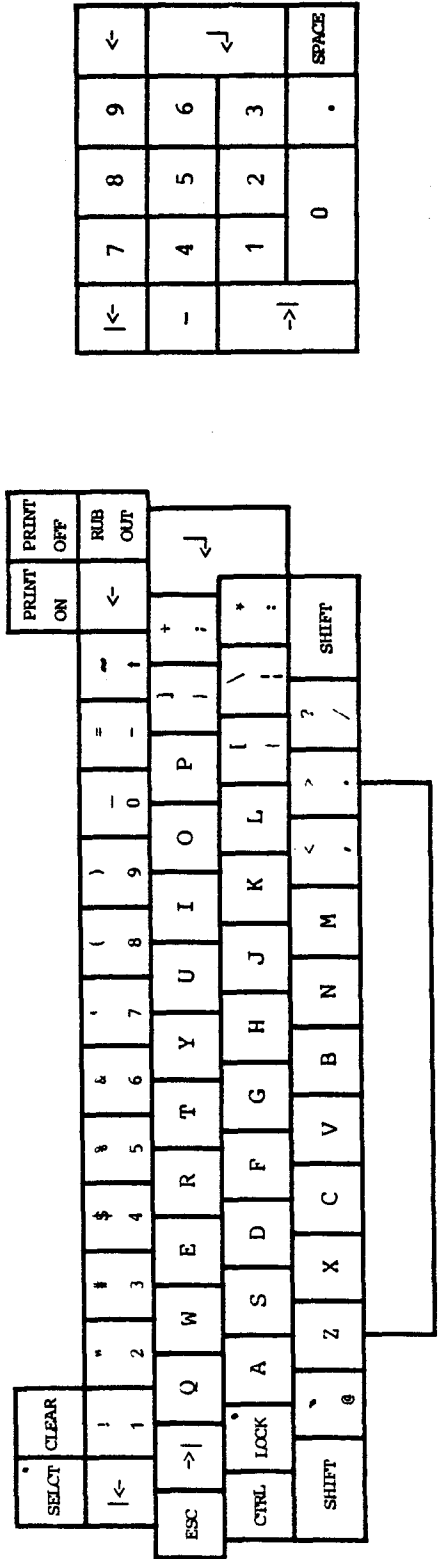 SELCT CLEAR PRINT ON PRINT OFF
|<- ! 1 " 2 # 3 $ 4 % 5 & 6 ' 7 ( 8 ) 9 _ 0 = - ~ ↑ <- RUB OUT
ESC ->| Q W E R T Y U I O P ] } + ; ↵
CTRL LOCK A S D F G H J K L [ { \ ¦ * : 
SHIFT ` @ Z X C V B N M < , > . ? / SHIFT
|<- 7 8 9 <-
- 4 5 6 ↵
->| 1 2 3
0 . SPACE